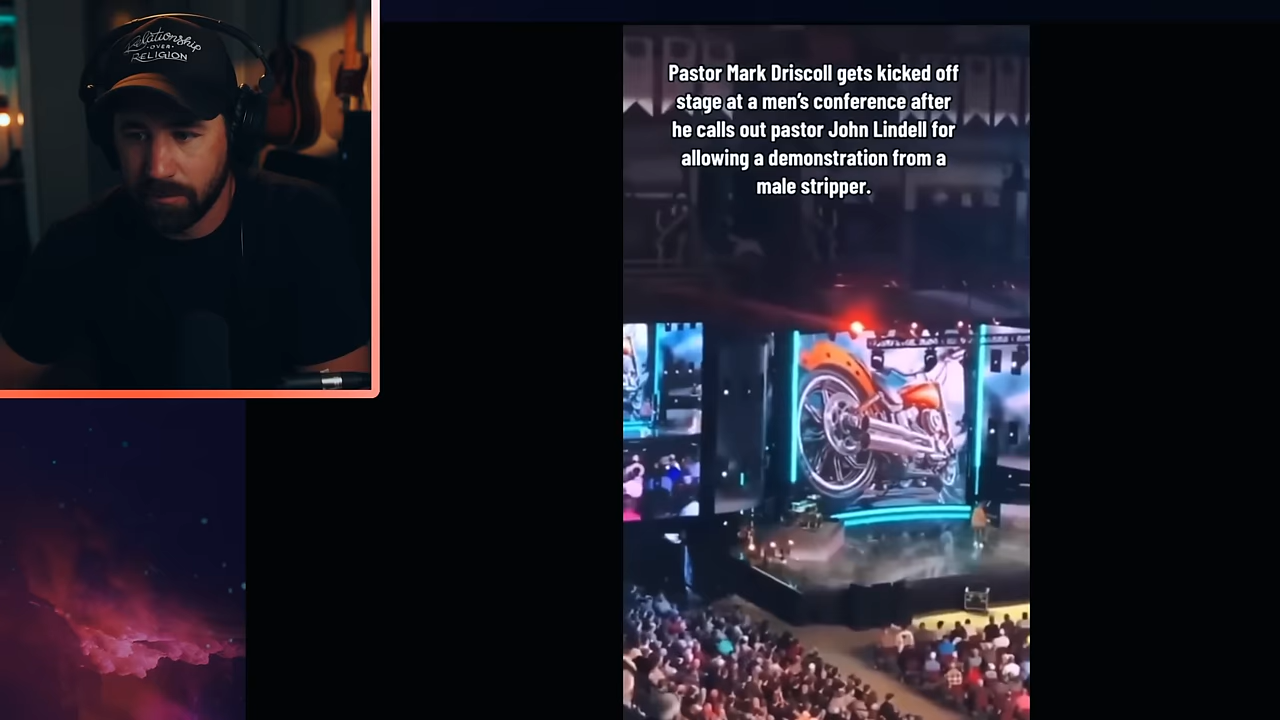 Relationship
OVER
RELIGION
Pastor Mark Driscoll gets kicked off
stage at a men's conference after
he calls out pastor John Lindell for
allowing a demonstration from a
male stripper.